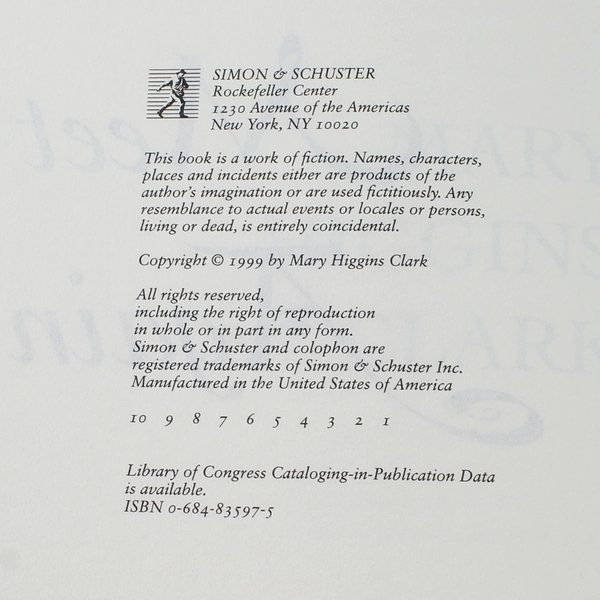 SIMON & SCHUSTER
Rockefeller Center
1230 Avenue of the Americas
New York, NY 10020
This book is a work of fiction. Names, characters,
places and incidents either are products of the
author's imagination or are used fictitiously. Any
resemblance to actual events or locales or persons,
living or dead, is entirely coincidental.
Copyright © 1999 by Mary Higgins Clark
All rights reserved,
including the right of reproduction
in whole or in part in any form.
Simon & Schuster and colophon are
registered trademarks of Simon & Schuster Inc.
Manufactured in the United States of America
10 9 8 7 6 5 4 3 2 1
Library of Congress Cataloging-in-Publication Data
is available.
ISBN 0-684-83597-5